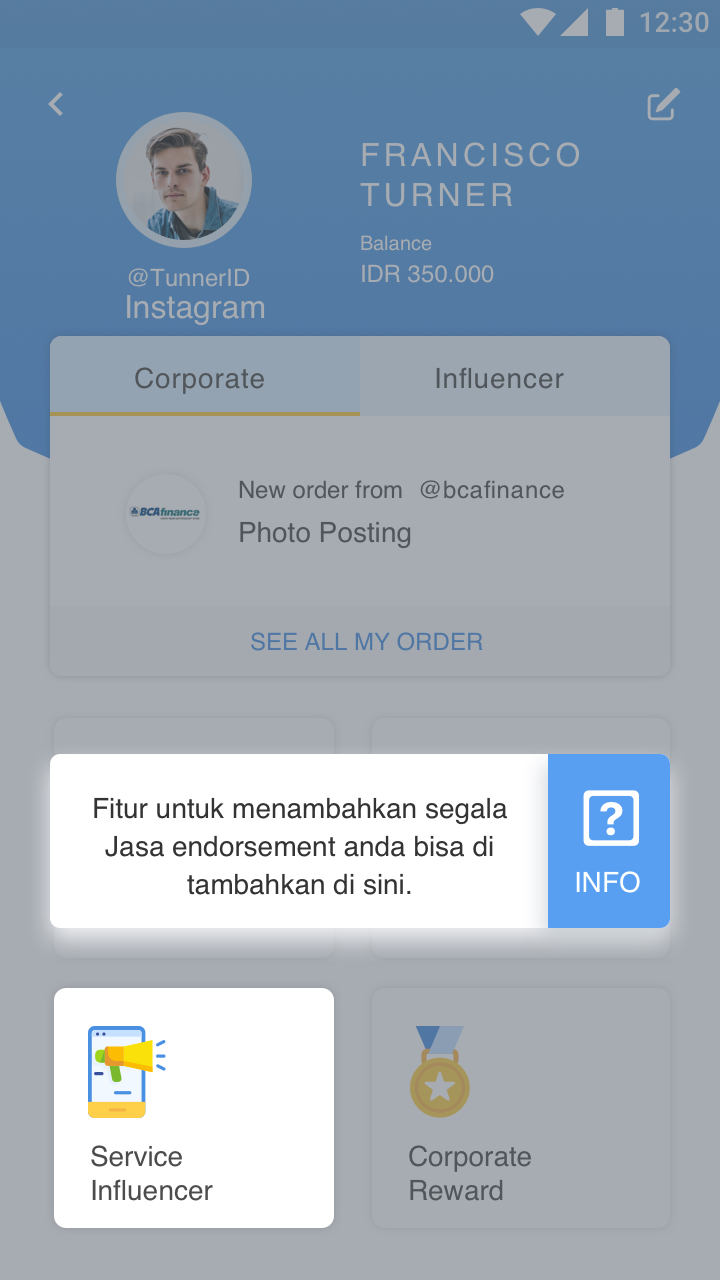 12:30
FRANCISCO
TURNER
Balance
IDR 350.000
@TunnerID
Instagram
Corporate
Influencer
BCAfinance
New order from @bcafinance
Photo Posting
SEE ALL MY ORDER
Fitur untuk menambahkan segala
Jasa endorsement anda bisa di
tambahkan di sini.
INFO
Service
Influencer
Corporate
Reward